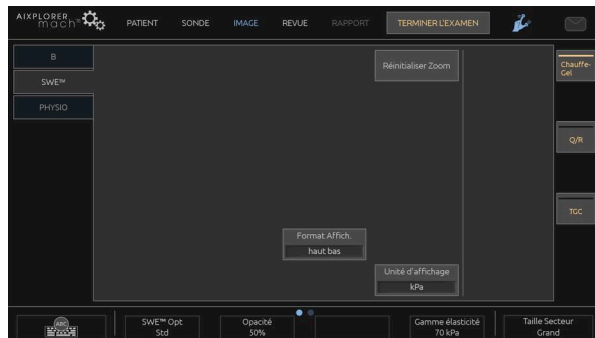 AIXPLORER
mach
PATIENT SONDE IMAGE REVUE RAPPORT TERMINER L'EXAMEN
B
SWE™
PHYSIO
Réinitialiser Zoom
Chauffe-
Gel
Q/R
TGC
Format Affich.
haut bas
Unité d'affichage
kPa
ABC
SWE™ Opt
Std
Opacité
50%
Gamme élasticité
70 kPa
Taille Secteur
Grand